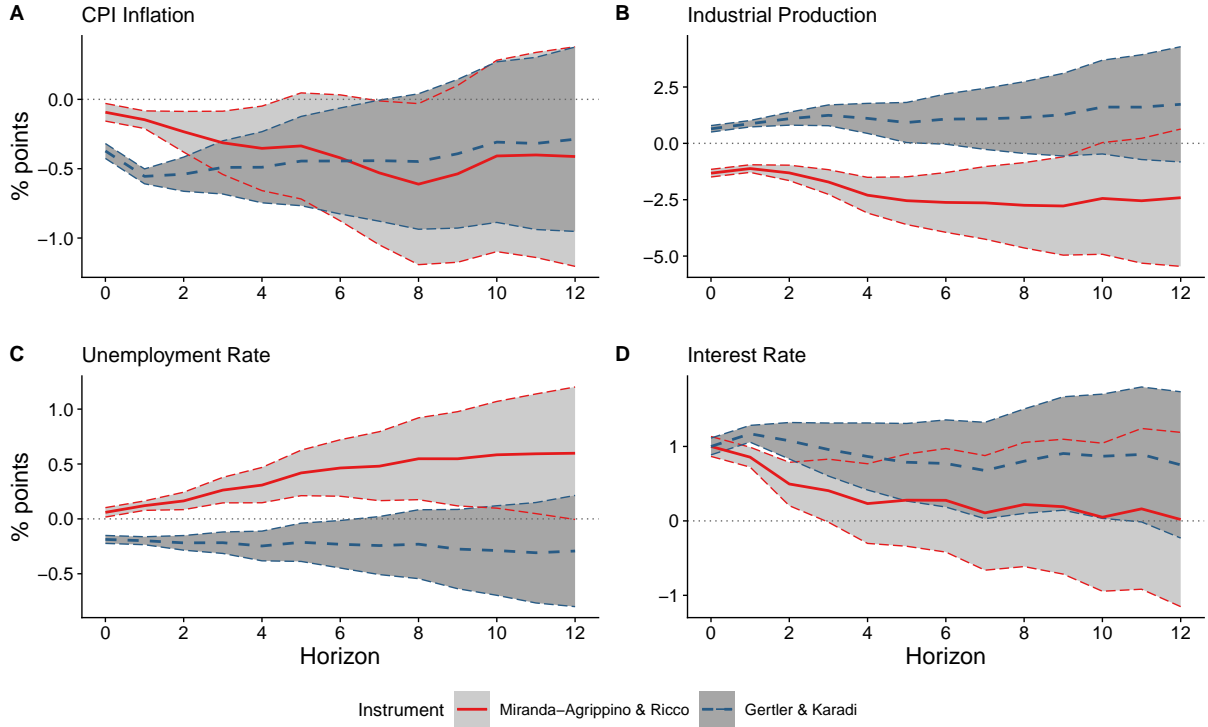 A CPI Inflation
% points
0.0
−0.5
−1.0
0 2 4 6 8 10 12
B Industrial Production
2.5
0.0
−2.5
−5.0
0 2 4 6 8 10 12
C Unemployment Rate
% points
1.0
0.5
0.0
−0.5
0 2 4 6 8 10 12
Horizon
D Interest Rate
1
0
−1
0 2 4 6 8 10 12
Horizon
Instrument Miranda−Agrippino & Ricco Gertler & Karadi